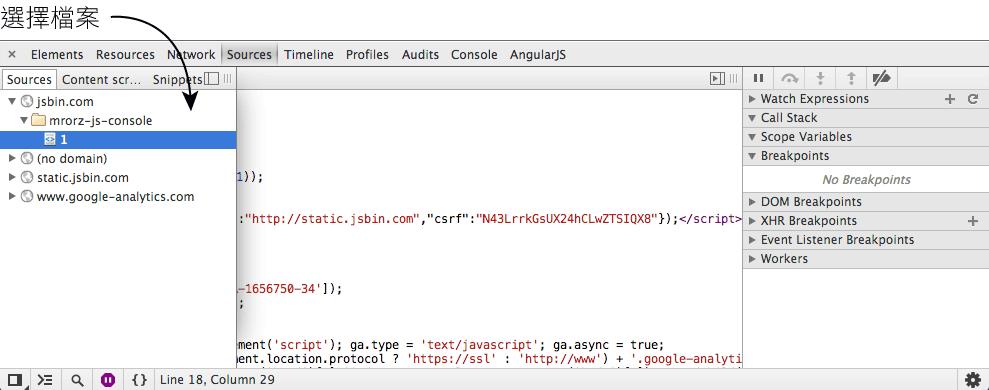 選擇檔案
× Elements Resources Network Sources Timeline Profiles Audits Console AngularJS
Sources Content scr... Snippets
jsbin.com
mrorz-js-console
1
(no domain)
static.jsbin.com
www.google-analytics.com
1));
:"http://static.jsbin.com","csrf":"N43LrrkGsUX24hCLwZTSIQX8"});</script>
-1656750-34']);
;
ement('script'); ga.type = 'text/javascript'; ga.async = true;
ment.location.protocol ? 'https://ssl' : 'http://www') + '.google-analyti
Watch Expressions
Call Stack
Scope Variables
Breakpoints
No Breakpoints
DOM Breakpoints
XHR Breakpoints
Event Listener Breakpoints
Workers
{} Line 18, Column 29